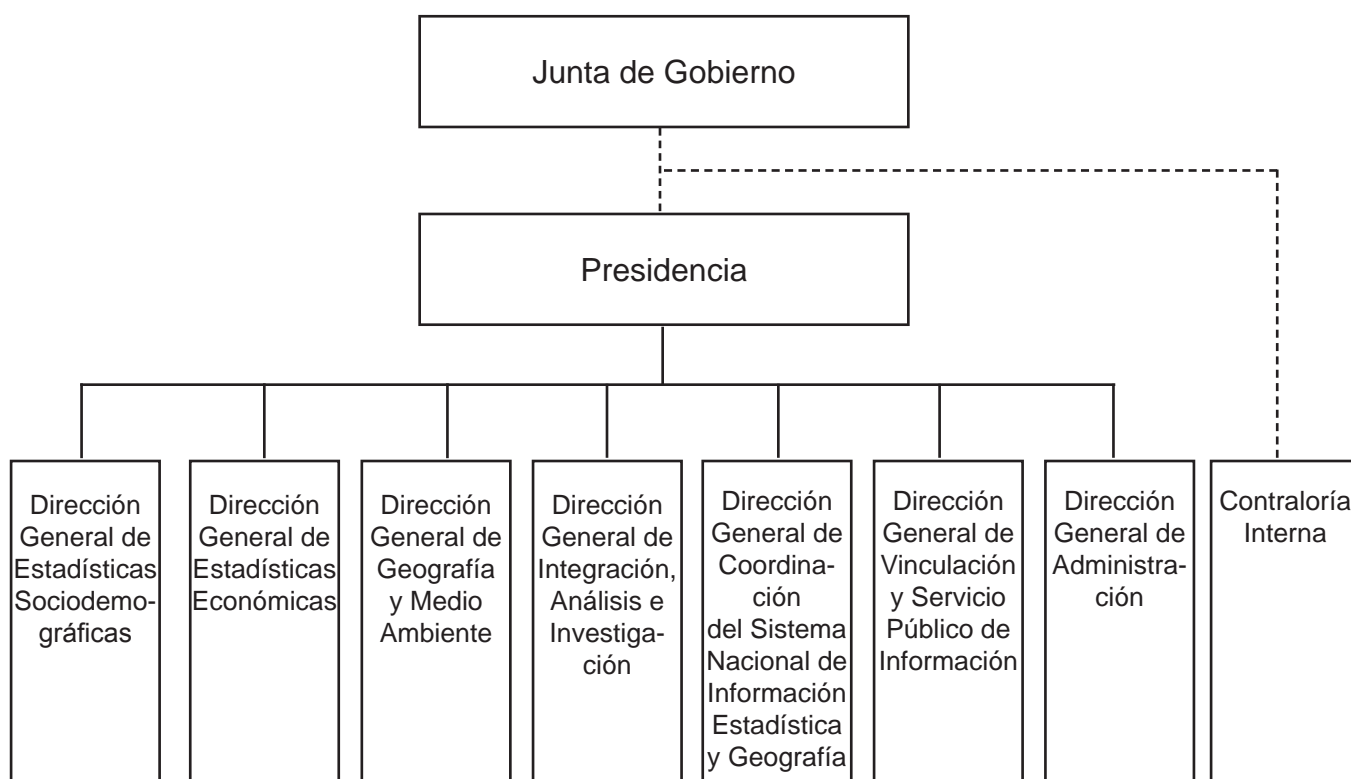 Junta de Gobierno
Presidencia
Dirección
General de
Estadísticas
Sociodemo-
gráficas
Dirección
General de
Estadísticas
Económicas
Dirección
General de
Geografía
y Medio
Ambiente
Dirección
General de
Integración,
Análisis e
Investiga-
ción
Dirección
General de
Coordina-
ción
del Sistema
Nacional de
Información
Estadística
y Geografía
Dirección
General de
Vinculación
y Servicio
Público de
Información
Dirección
General de
Administra-
ción
Contraloría
Interna